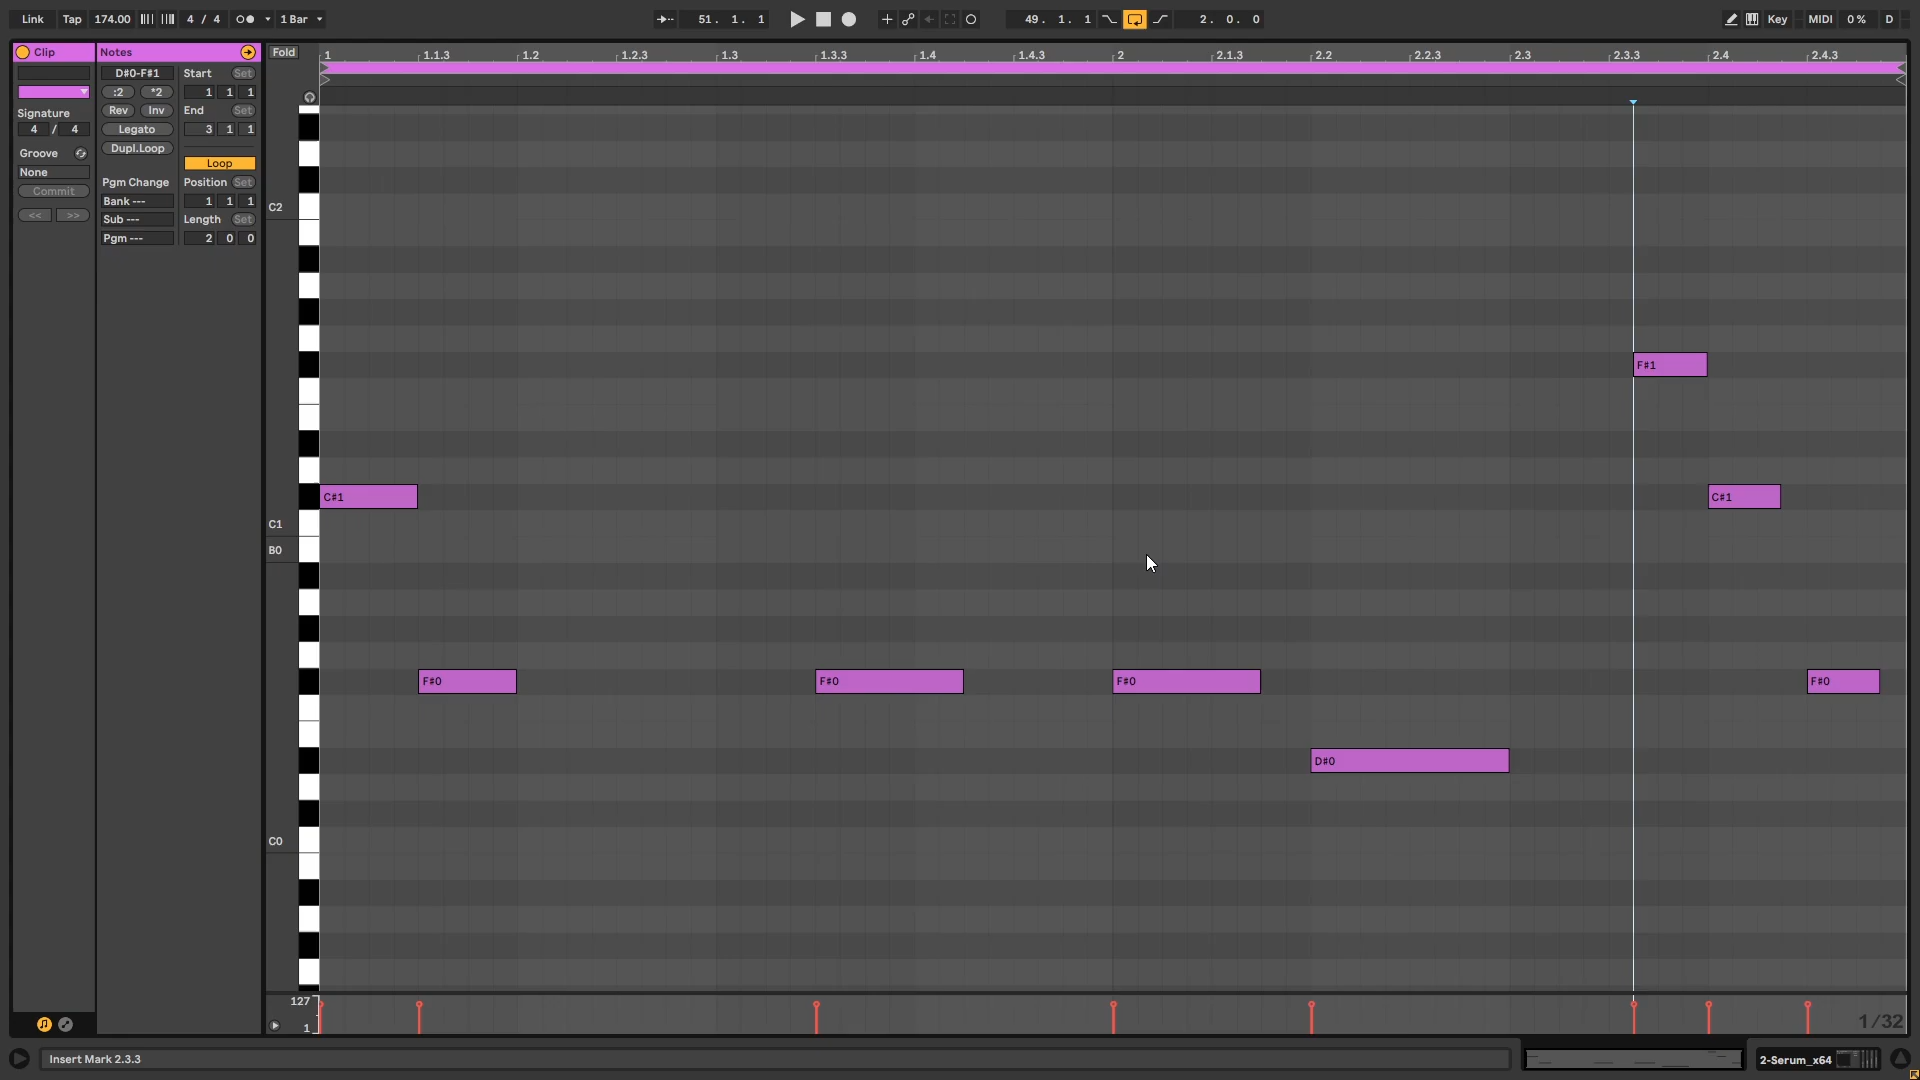 Link Tap 174.00 4 / 4 1 Bar 51. 1. 1 49. 1. 1 2. 0. 0 Key MIDI 0 % D
Clip Notes Fold 1 1.1.3 1.2 1.2.3 1.3 1.3.3 1.4 1.4.3 2 2.1.3 2.2 2.2.3 2.3 2.3.3 2.4 2.4.3
D#0-F#1 Start Set
:2 *2 1 1 1
Signature Rev Inv End Set
4 / 4 Legato 3 1 1
Groove Dupl.Loop
None Loop
Commit Pgm Change Position Set
Bank --- 1 1 1
<< >> Sub --- Length Set
Pgm --- 2 0 0
C2
F#1
C#1 C#1
C1
B0
F#0 F#0 F#0 F#0
D#0
C0
127
1 1/32
Insert Mark 2.3.3 2-Serum_x64